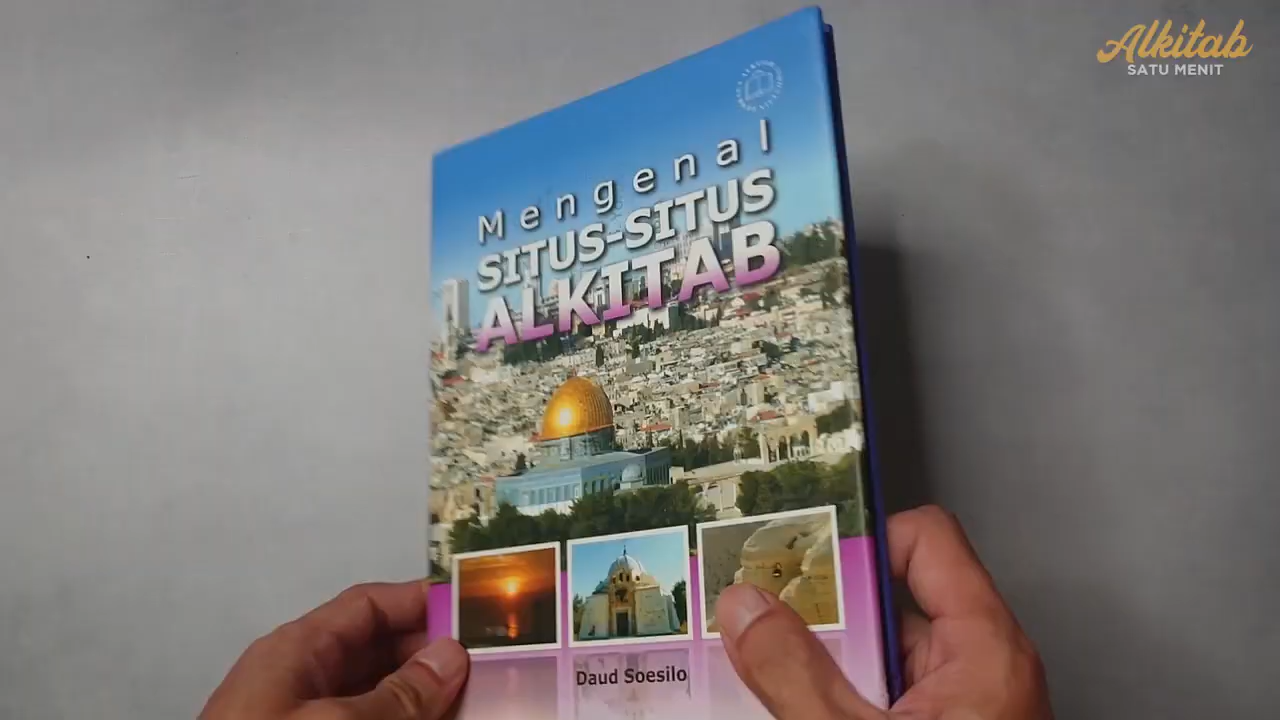 Alkitab
SATU MENIT
Mengenal
SITUS-SITUS
ALKITAB
Daud Soesilo